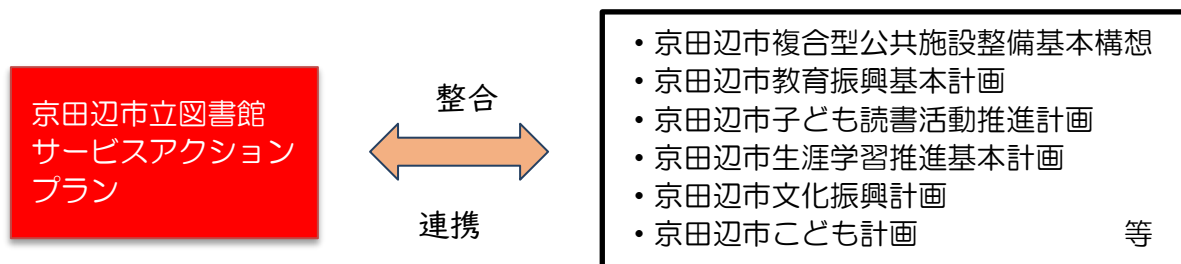 京田辺市立図書館
サービスアクション
プラン
整合
連携
・京田辺市複合型公共施設整備基本構想
・京田辺市教育振興基本計画
・京田辺市子ども読書活動推進計画
・京田辺市生涯学習推進基本計画
・京田辺市文化振興計画
・京田辺市こども計画 等